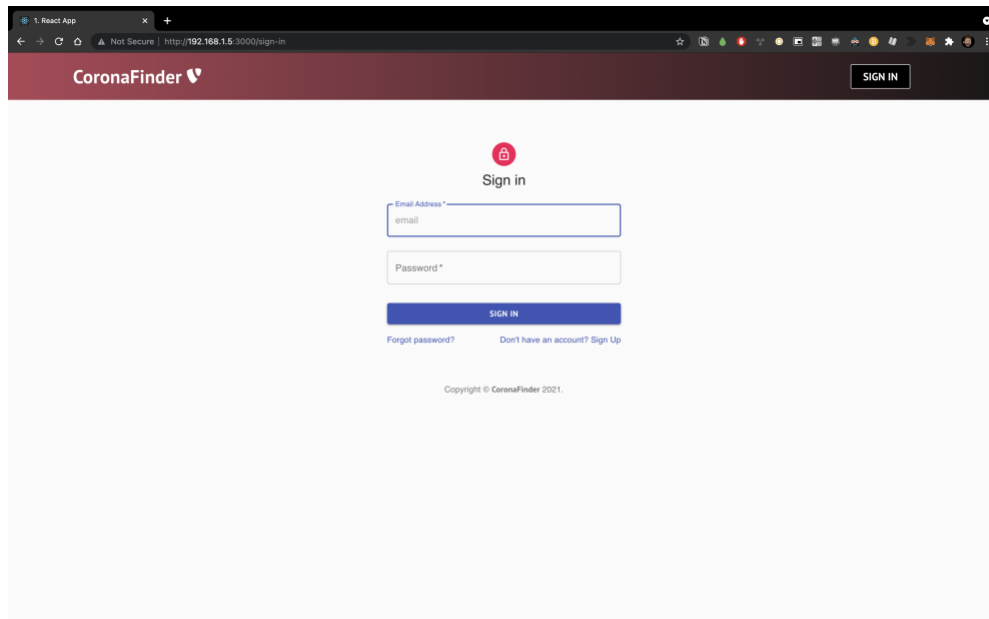 1. React App
Not Secure http://192.168.1.5:3000/sign-in
CoronaFinder
SIGN IN
Sign in
Email Address *
email
Password *
SIGN IN
Forgot password? Don't have an account? Sign Up
Copyright © CoronaFinder 2021.